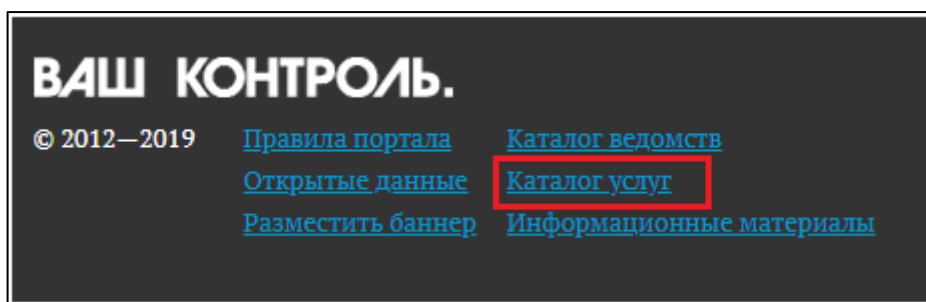 ВАШ КОНТРОЛЬ.
© 2012—2019 Правила портала Каталог ведомств
Открытые данные Каталог услуг
Разместить баннер Информационные материалы